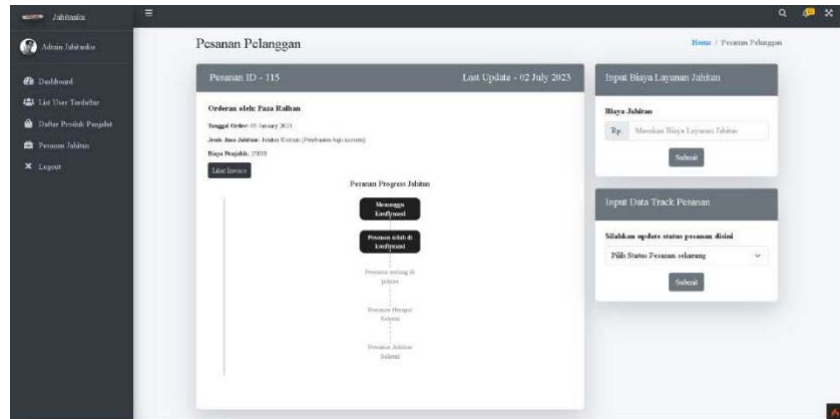 Jahitanku
Admin Jahitanku
Dashboard
List User Terdaftar
Daftar Produk Penjahit
Pesanan Jahitan
Logout
Pesanan Pelanggan
Home / Pesanan Pelanggan
Pesanan ID - 115
Last Update - 02 July 2023
Orderan oleh: Faza Raihan
Tanggal Order: January 2023
Jenis Jasa Jahitan: Jahitan
Biaya Penjahit:
Lihat Invoice
Pesanan Progress Jahitan
Menunggu
Konfirmasi
Pesanan telah di
konfirmasi
Pesanan sedang di
Pesanan Hampir
Selesai
Pesanan Jahitan
Selesai
Input Biaya Layanan Jahitan
Biaya Jahitan
Rp.
Masukan Biaya Layanan Jahitan
Submit
Input Data Track Pesanan
Silahkan update status pesanan disini
Pilih Status Pesanan sekarang
Submit